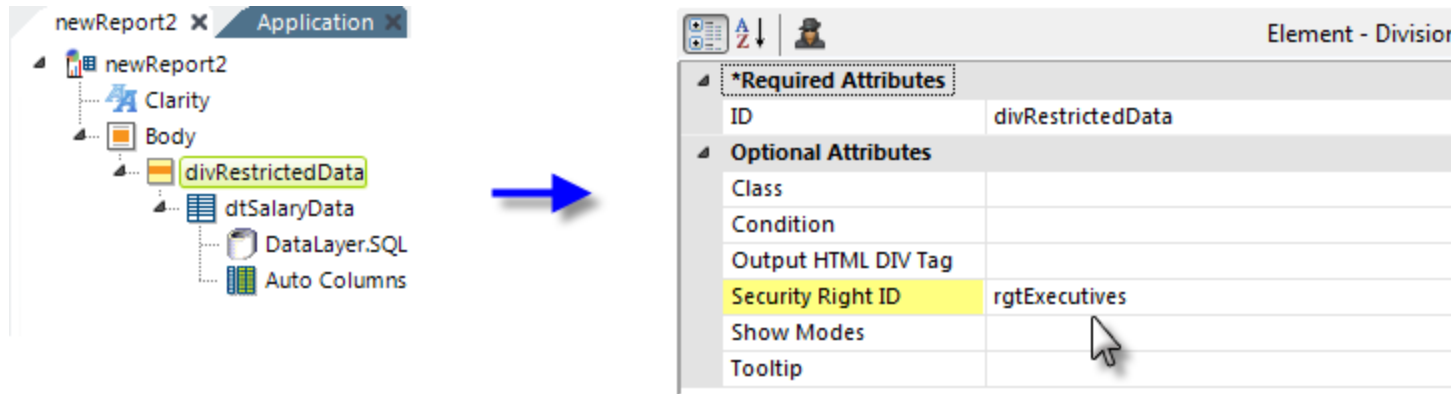 newReport2
Application
newReport2
Clarity
Body
divRestrictedData
dtSalaryData
DataLayer.SQL
Auto Columns
A
Z
Element - Division
*Required Attributes
ID divRestrictedData
Optional Attributes
Class
Condition
Output HTML DIV Tag
Security Right ID rgtExecutives
Show Modes
Tooltip